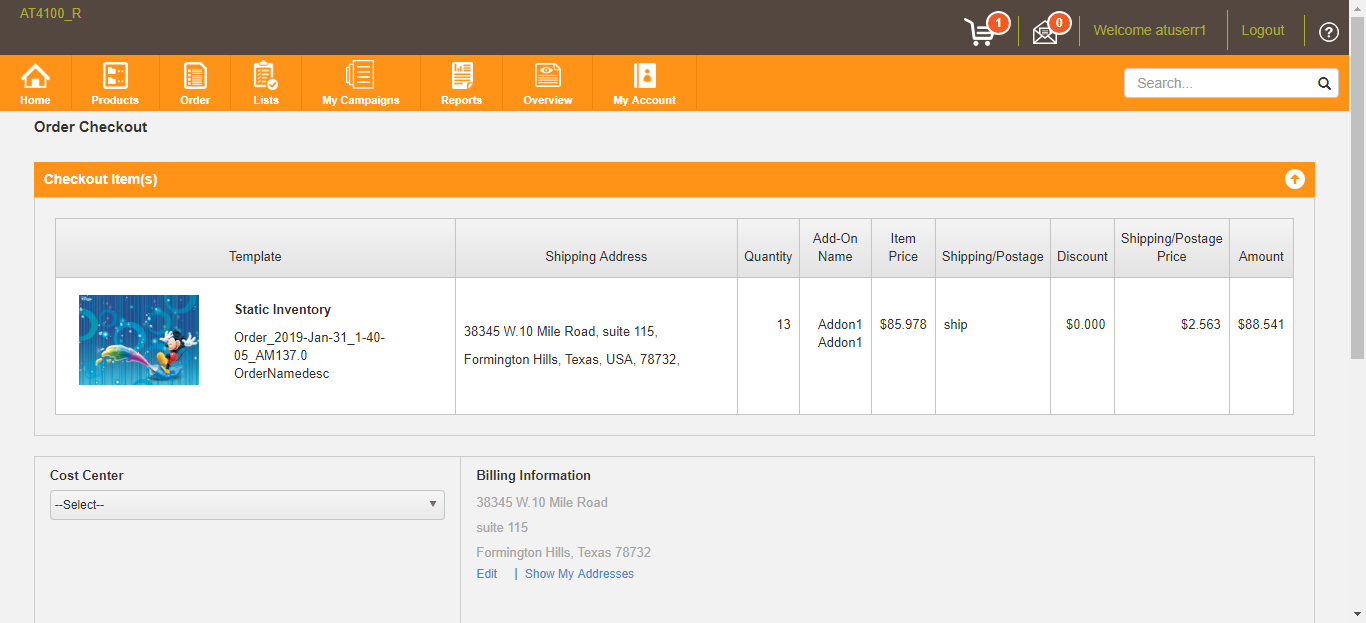 AT4100_R
1
0
Welcome atuserr1
Logout
?
Home
Products
Order
Lists
My Campaigns
Reports
Overview
My Account
Search...
Order Checkout
Checkout Item(s)
Template
Shipping Address
Quantity
Add-On
Name
Item
Price
Shipping/Postage
Discount
Shipping/Postage
Price
Amount
Static Inventory
Order_2019-Jan-31_1-40-
05_AM137.0
OrderNamedesc
38345 W.10 Mile Road, suite 115,
Formington Hills, Texas, USA, 78732,
13
Addon1
Addon1
$85.978
ship
$0.000
$2.563
$88.541
Cost Center
--Select--
Billing Information
38345 W.10 Mile Road
suite 115
Formington Hills, Texas 78732
Edit | Show My Addresses